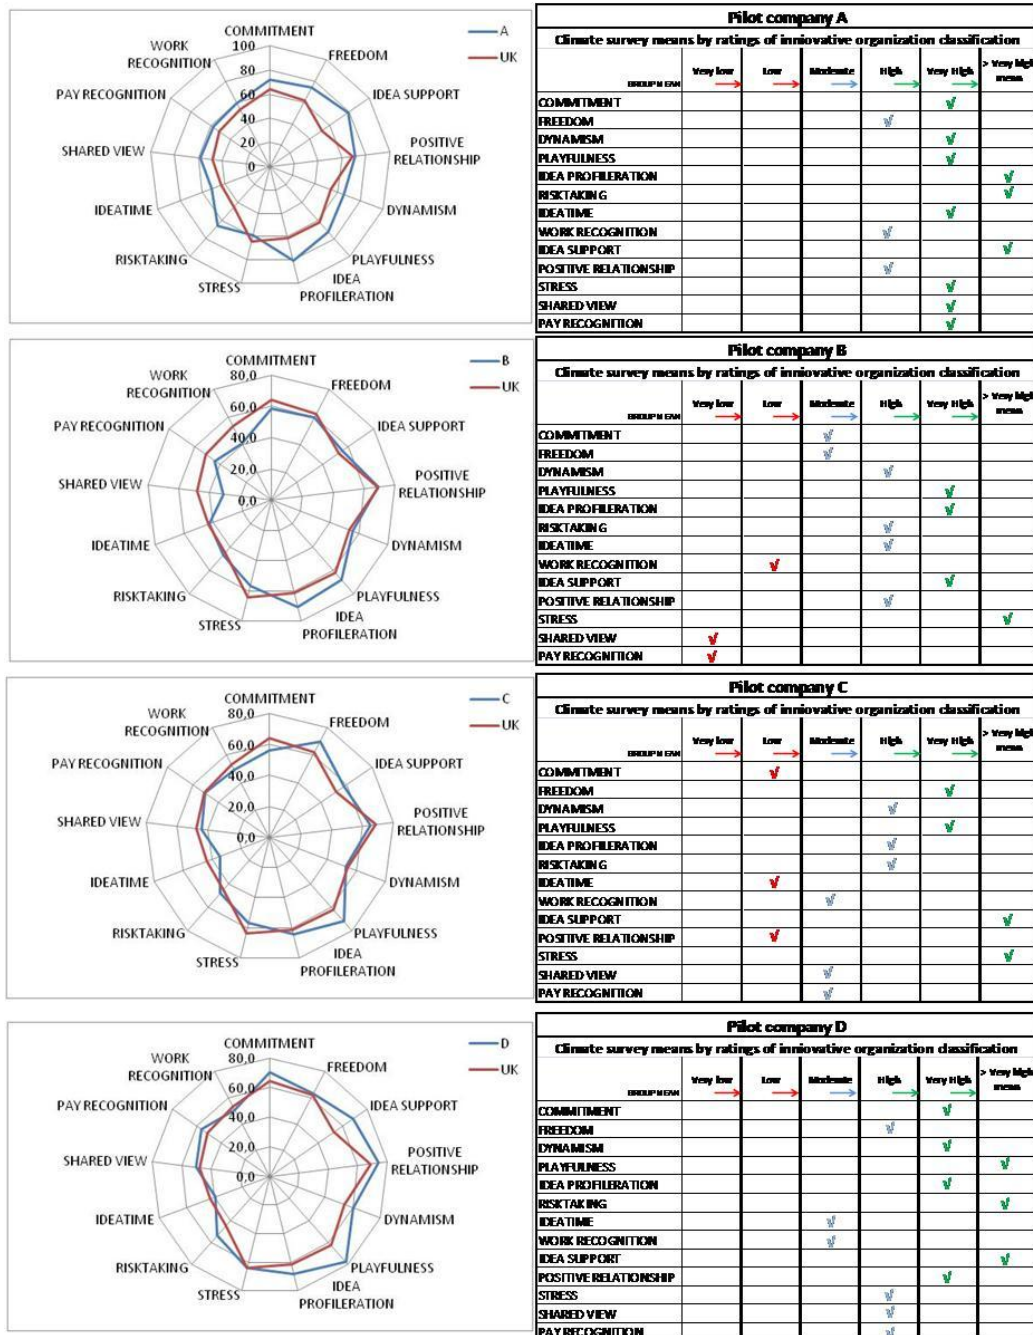 COMMITMENT
WORK
RECOGNITION
FREEDOM
PAY RECOGNITION
IDEA SUPPORT
SHARED VIEW
POSITIVE
RELATIONSHIP
IDEATIME
DYNAMISM
RISKTAKING
PLAYFULNESS
STRESS
IDEA
PROFILERATION
100
80
60
40
20
0
A
UK
Pilot company A
Climate survey means by ratings of inniovative organization classification
GROUP MEAN Very low Low Moderate High Very High > Very high mean
COMMITMENT √
FREEDOM √
DYNAMISM √
PLAYFULNESS √
IDEA PROFILERATION √
RISKTAKING √
IDEATIME √
WORK RECOGNITION √
IDEA SUPPORT √
POSITIVE RELATIONSHIP √
STRESS √
SHARED VIEW √
PAY RECOGNITION √
COMMITMENT
WORK
RECOGNITION
FREEDOM
PAY RECOGNITION
IDEA SUPPORT
SHARED VIEW
POSITIVE
RELATIONSHIP
IDEATIME
DYNAMISM
RISKTAKING
PLAYFULNESS
STRESS
IDEA
PROFILERATION
80,0
60,0
40,0
20,0
0,0
B
UK
Pilot company B
Climate survey means by ratings of inniovative organization classification
GROUP MEAN Very low Low Moderate High Very High > Very high mean
COMMITMENT √
FREEDOM √
DYNAMISM √
PLAYFULNESS √
IDEA PROFILERATION √
RISKTAKING √
IDEATIME √
WORK RECOGNITION √
IDEA SUPPORT √
POSITIVE RELATIONSHIP √
STRESS √
SHARED VIEW √
PAY RECOGNITION √
COMMITMENT
WORK
RECOGNITION
FREEDOM
PAY RECOGNITION
IDEA SUPPORT
SHARED VIEW
POSITIVE
RELATIONSHIP
IDEATIME
DYNAMISM
RISKTAKING
PLAYFULNESS
STRESS
IDEA
PROFILERATION
80,0
60,0
40,0
20,0
0,0
C
UK
Pilot company C
Climate survey means by ratings of inniovative organization classification
GROUP MEAN Very low Low Moderate High Very High > Very high mean
COMMITMENT √
FREEDOM √
DYNAMISM √
PLAYFULNESS √
IDEA PROFILERATION √
RISKTAKING √
IDEATIME √
WORK RECOGNITION √
IDEA SUPPORT √
POSITIVE RELATIONSHIP √
STRESS √
SHARED VIEW √
PAY RECOGNITION √
COMMITMENT
WORK
RECOGNITION
FREEDOM
PAY RECOGNITION
IDEA SUPPORT
SHARED VIEW
POSITIVE
RELATIONSHIP
IDEATIME
DYNAMISM
RISKTAKING
PLAYFULNESS
STRESS
IDEA
PROFILERATION
80,0
60,0
40,0
20,0
0,0
D
UK
Pilot company D
Climate survey means by ratings of inniovative organization classification
GROUP MEAN Very low Low Moderate High Very High > Very high mean
COMMITMENT √
FREEDOM √
DYNAMISM √
PLAYFULNESS √
IDEA PROFILERATION √
RISKTAKING √
IDEATIME √
WORK RECOGNITION √
IDEA SUPPORT √
POSITIVE RELATIONSHIP √
STRESS √
SHARED VIEW √
PAY RECOGNITION √